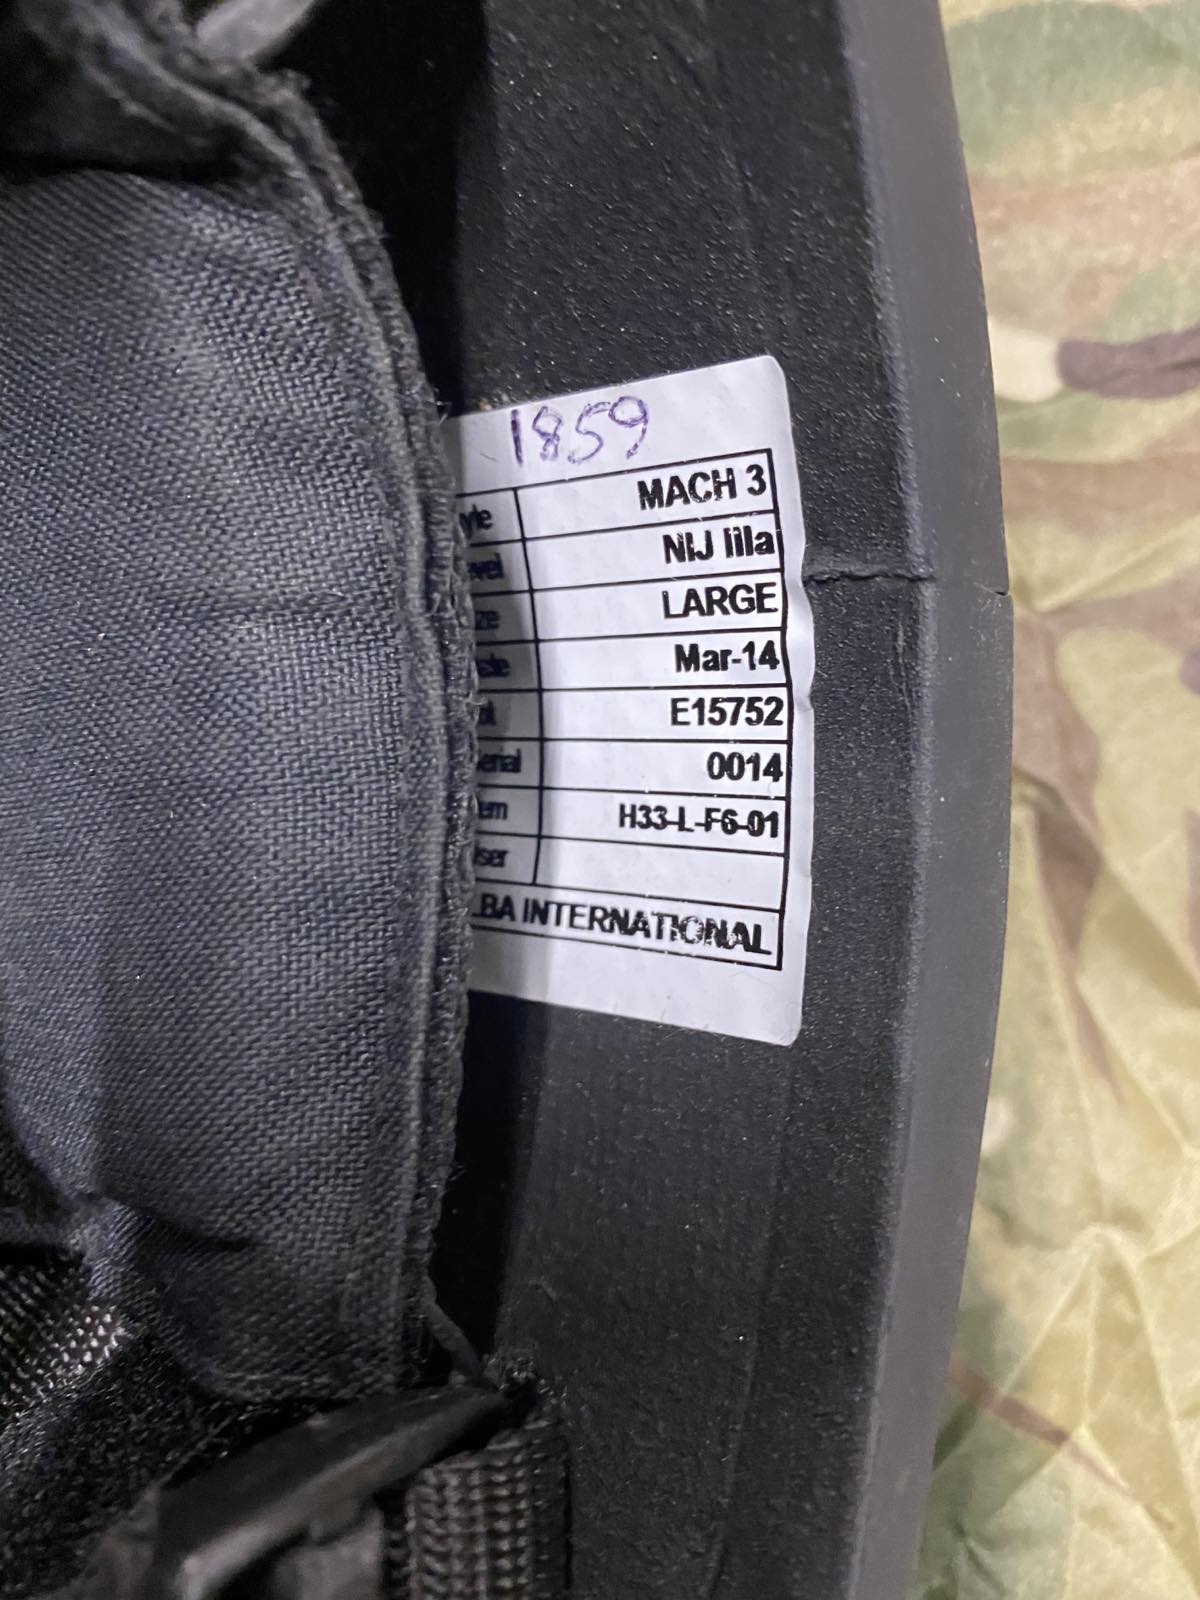 1859
MACH 3
NIJ IIIa
LARGE
Mar-14
E15752
0014
H33-L-F6-01
INTERNATIONAL